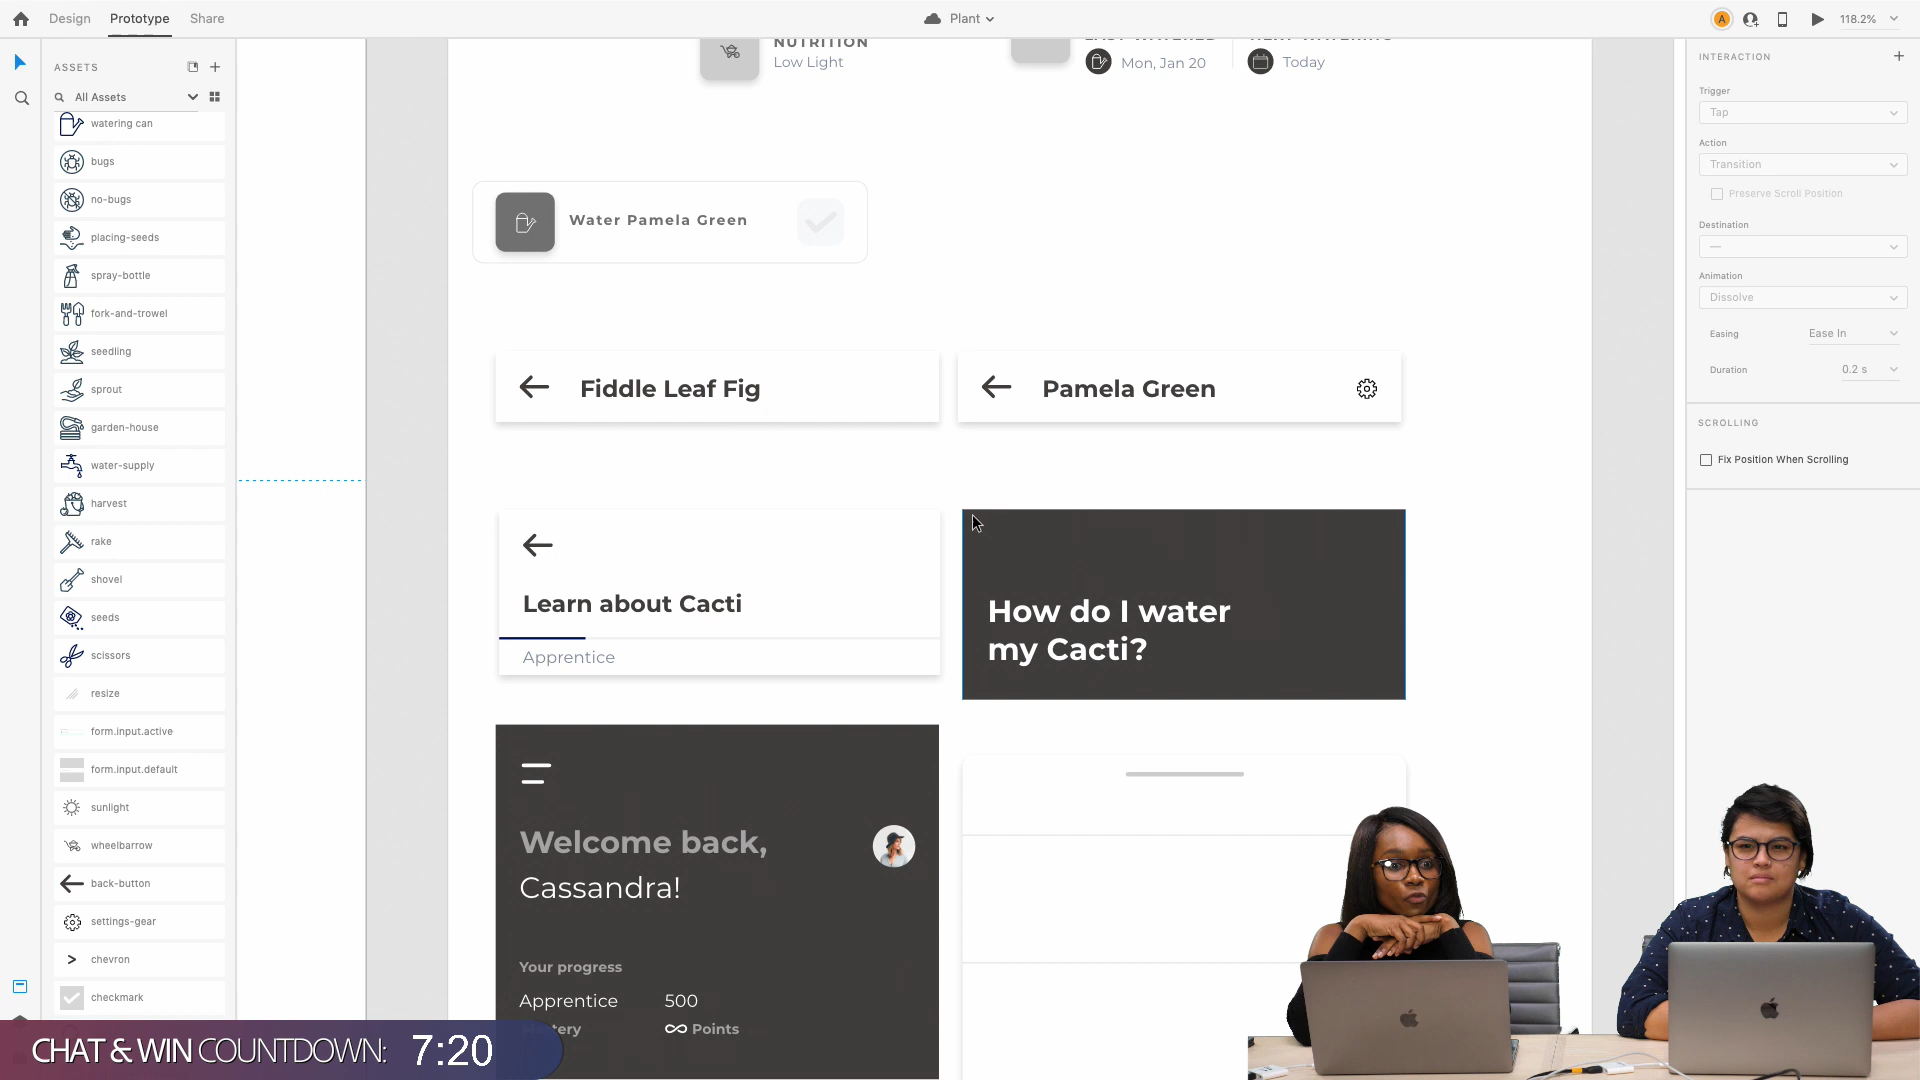 Design Prototype Share
Plant
A
118.2%
ASSETS
All Assets
watering can
bugs
no-bugs
placing-seeds
spray-bottle
fork-and-trowel
seedling
sprout
garden-house
water-supply
harvest
rake
shovel
seeds
scissors
resize
form.input.active
form.input.default
sunlight
wheelbarrow
back-button
settings-gear
chevron
checkmark
NUTRITION
Low Light
LAST WATERED
Mon, Jan 20
NEXT WATERING
Today
Water Pamela Green
Fiddle Leaf Fig
Pamela Green
Learn about Cacti
Apprentice
How do I water
my Cacti?
Welcome back,
Cassandra!
Your progress
Apprentice 500
Points
INTERACTION
Trigger
Tap
Action
Transition
Preserve Scroll Position
Destination
—
Animation
Dissolve
Easing Ease In
Duration 0.2 s
SCROLLING
Fix Position When Scrolling
CHAT & WIN COUNTDOWN: 7:20